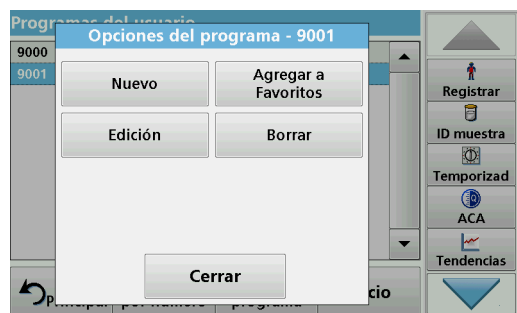 Programas del usuario
Opciones del programa - 9001
9000
9001
Nuevo
Agregar a
Favoritos
Edición
Borrar
Cerrar
Registrar
ID muestra
Temporizad
ACA
Tendencias